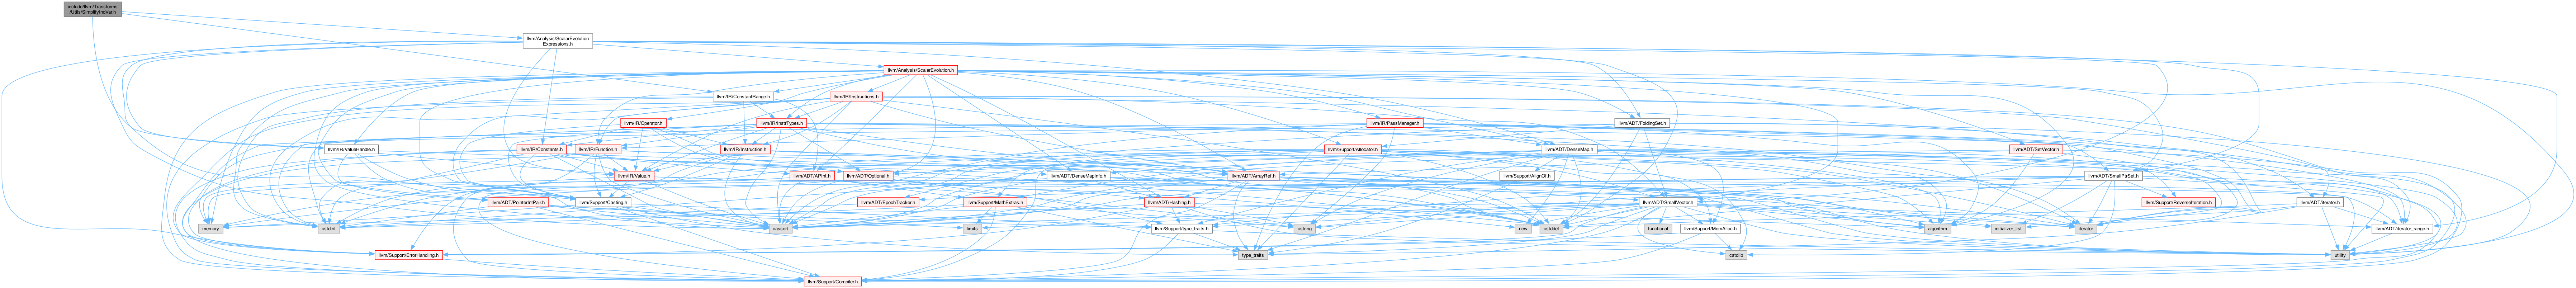 include/llvm/Transforms
/Utils/SimplifyIndVar.h
llvm/Analysis/ScalarEvolution
Expressions.h
llvm/Analysis/ScalarEvolution.h
llvm/IR/ConstantRange.h
llvm/IR/Instructions.h
llvm/IR/Operator.h
llvm/IR/InstrTypes.h
llvm/IR/PassManager.h
llvm/ADT/FoldingSet.h
llvm/IR/ValueHandle.h
llvm/IR/Constants.h
llvm/IR/Function.h
llvm/IR/Instruction.h
llvm/Support/Allocator.h
llvm/ADT/DenseMap.h
llvm/ADT/SetVector.h
llvm/IR/Value.h
llvm/ADT/APInt.h
llvm/ADT/Optional.h
llvm/ADT/DenseMapInfo.h
llvm/ADT/ArrayRef.h
llvm/Support/AlignOf.h
llvm/ADT/SmallPtrSet.h
llvm/ADT/PointerIntPair.h
llvm/Support/Casting.h
llvm/ADT/EpochTracker.h
llvm/Support/MathExtras.h
llvm/ADT/Hashing.h
llvm/ADT/SmallVector.h
llvm/Support/ReverseIteration.h
llvm/ADT/iterator.h
memory
cstdint
cassert
limits
llvm/Support/type_traits.h
cstring
new
cstddef
functional
llvm/Support/MemAlloc.h
algorithm
initializer_list
iterator
llvm/ADT/iterator_range.h
llvm/Support/ErrorHandling.h
type_traits
cstdlib
utility
llvm/Support/Compiler.h